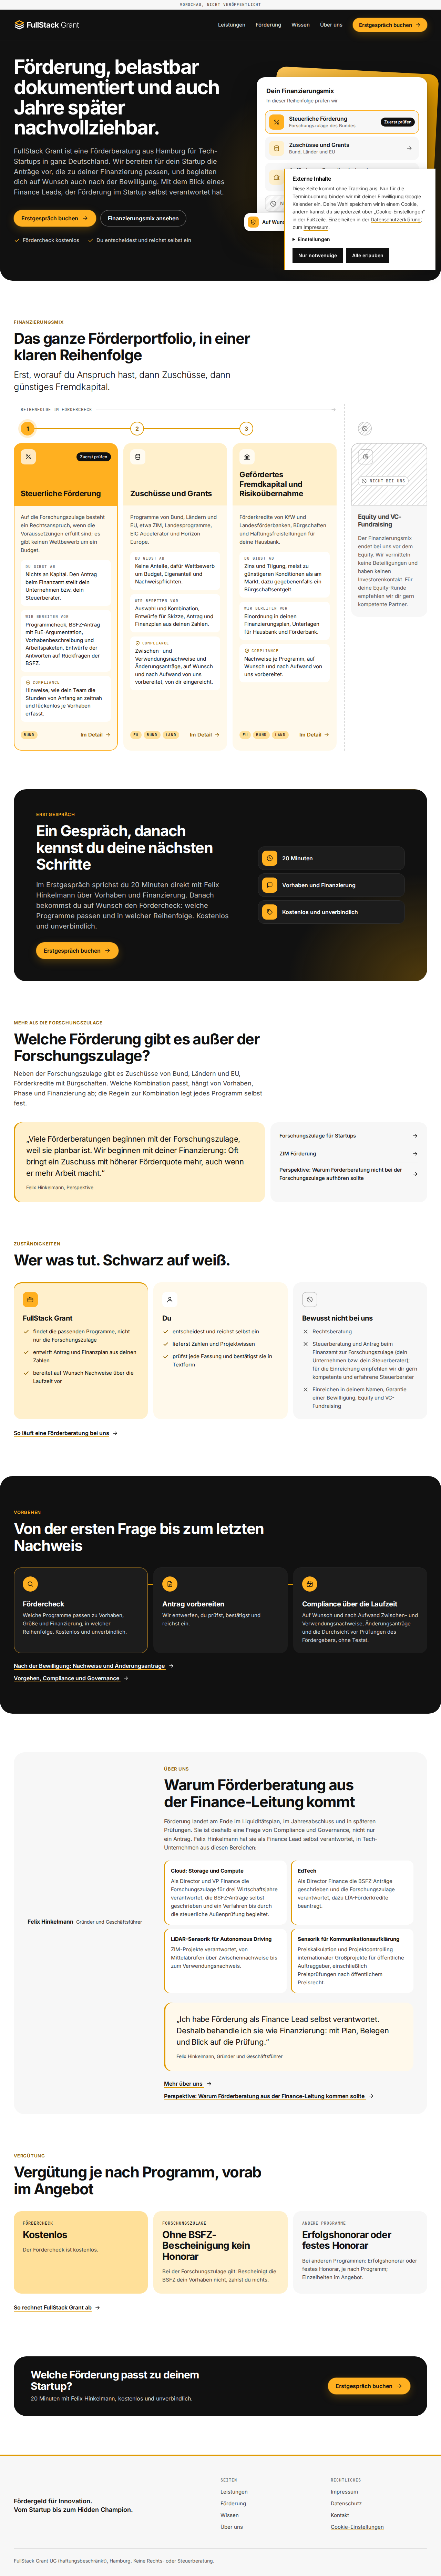 VORSCHAU, NICHT VERÖFFENTLICHT
FullStack Grant
Leistungen
Förderung
Wissen
Über uns
Erstgespräch buchen
Förderung, belastbar
dokumentiert und auch
Jahre später
nachvollziehbar.
FullStack Grant ist eine Förderberatung aus Hamburg für Tech-
Startups in ganz Deutschland. Wir bereiten für dein Startup die
Anträge vor, die zu deiner Finanzierung passen, und begleiten
dich auf Wunsch auch nach der Bewilligung. Mit dem Blick eines
Finance Leads, der Förderung im Startup selbst verantwortet hat.
Erstgespräch buchen
Finanzierungsmix ansehen
Fördercheck kostenlos
Du entscheidest und reichst selbst ein
Dein Finanzierungsmix
In dieser Reihenfolge prüfen wir
Steuerliche Förderung
Forschungszulage des Bundes
Zuerst prüfen
Zuschüsse und Grants
Bund, Länder und EU
Auf Wuns
Externe Inhalte
Diese Seite kommt ohne Tracking aus. Nur für die
Terminbuchung binden wir mit deiner Einwilligung Google
Kalender ein. Deine Wahl speichern wir in einem Cookie,
ändern kannst du sie jederzeit über „Cookie-Einstellungen“
in der Fußzeile. Einzelheiten in der Datenschutzerklärung;
zum Impressum.
Einstellungen
Nur notwendige
Alle erlauben
FINANZIERUNGSMIX
Das ganze Förderportfolio, in einer
klaren Reihenfolge
Erst, worauf du Anspruch hast, dann Zuschüsse, dann
günstigeres Fremdkapital.
REIHENFOLGE IM FÖRDERCHECK
1
2
3
Zuerst prüfen
Steuerliche Förderung
Auf die Forschungszulage besteht
ein Rechtsanspruch, wenn die
Voraussetzungen erfüllt sind; es
gibt keinen Wettbewerb um ein
Budget.
DU GIBST AB
Nichts an Kapital. Den Antrag
beim Finanzamt stellt dein
Unternehmen bzw. dein
Steuerberater.
WIR BEREITEN VOR
Programmcheck, BSFZ-Antrag
mit FuE-Argumentation,
Vorhabenbeschreibung und
Arbeitspaketen, Entwürfe der
Antworten auf Rückfragen der
BSFZ.
COMPLIANCE
Hinweise, wie dein Team die
Stunden von Anfang an zeitnah
und lückenlos je Vorhaben
erfasst.
BUND
Im Detail
Zuschüsse und Grants
Programme von Bund, Ländern und
EU, etwa ZIM, Landesprogramme,
EIC Accelerator und Horizon
Europe.
DU GIBST AB
Keine Anteile, dafür Wettbewerb
um Budget, Eigenanteil und
Nachweispflichten.
WIR BEREITEN VOR
Auswahl und Kombination,
Entwürfe für Skizze, Antrag und
Finanzplan aus deinen Zahlen.
COMPLIANCE
Zwischen- und
Verwendungsnachweise und
Änderungsanträge, auf Wunsch
und nach Aufwand von uns
vorbereitet, von dir eingereicht.
EU
BUND
LAND
Im Detail
Gefördertes
Fremdkapital und
Risikoübernahme
Förderkredite von KfW und
Landesförderbanken, Bürgschaften
und Haftungsfreistellungen für
deine Hausbank.
DU GIBST AB
Zins und Tilgung, meist zu
günstigeren Konditionen als am
Markt, dazu gegebenenfalls ein
Bürgschaftsentgelt.
WIR BEREITEN VOR
Einordnung in deinen
Finanzierungsplan, Unterlagen
für Hausbank und Förderbank.
COMPLIANCE
Nachweise je Programm, auf
Wunsch und nach Aufwand von
uns vorbereitet.
EU
BUND
LAND
Im Detail
NICHT BEI UNS
Equity und VC-
Fundraising
Der Finanzierungsmix
endet bei uns vor dem
Equity. Wir vermitteln
keine Beteiligungen und
haben keinen
Investorenkontakt. Für
deine Equity-Runde
empfehlen wir dir gern
kompetente Partner.
ERSTGESPRÄCH
Ein Gespräch, danach
kennst du deine nächsten
Schritte
Im Erstgespräch sprichst du 20 Minuten direkt mit Felix
Hinkelmann über Vorhaben und Finanzierung. Danach
bekommst du auf Wunsch den Fördercheck: welche
Programme passen und in welcher Reihenfolge. Kostenlos
und unverbindlich.
Erstgespräch buchen
20 Minuten
Vorhaben und Finanzierung
Kostenlos und unverbindlich
MEHR ALS DIE FORSCHUNGSZULAGE
Welche Förderung gibt es außer der
Forschungszulage?
Neben der Forschungszulage gibt es Zuschüsse von Bund, Ländern und EU,
Förderkredite mit Bürgschaften. Welche Kombination passt, hängt von Vorhaben,
Phase und Finanzierung ab; die Regeln zur Kombination legt jedes Programm selbst
fest.
„Viele Förderberatungen beginnen mit der Forschungszulage,
weil sie planbar ist. Wir beginnen mit deiner Finanzierung: Oft
bringt ein Zuschuss mit höherer Förderquote mehr, auch wenn
er mehr Arbeit macht.“
Felix Hinkelmann, Perspektive
Forschungszulage für Startups
ZIM Förderung
Perspektive: Warum Förderberatung nicht bei der
Forschungszulage aufhören sollte
ZUSTÄNDIGKEITEN
Wer was tut. Schwarz auf weiß.
FullStack Grant
findet die passenden Programme, nicht
nur die Forschungszulage
entwirft Antrag und Finanzplan aus deinen
Zahlen
bereitet auf Wunsch Nachweise über die
Laufzeit vor
Du
entscheidest und reichst selbst ein
lieferst Zahlen und Projektwissen
prüfst jede Fassung und bestätigst sie in
Textform
Bewusst nicht bei uns
Rechtsberatung
Steuerberatung und Antrag beim
Finanzamt zur Forschungszulage (dein
Unternehmen bzw. dein Steuerberater);
für die Einreichung empfehlen wir dir gern
kompetente und erfahrene Steuerberater
Einreichen in deinem Namen, Garantie
einer Bewilligung, Equity und VC-
Fundraising
So läuft eine Förderberatung bei uns
VORGEHEN
Von der ersten Frage bis zum letzten
Nachweis
Fördercheck
Welche Programme passen zu Vorhaben,
Größe und Finanzierung, in welcher
Reihenfolge. Kostenlos und unverbindlich.
Antrag vorbereiten
Wir entwerfen, du prüfst, bestätigst und
reichst ein.
Compliance über die Laufzeit
Auf Wunsch und nach Aufwand Zwischen- und
Verwendungsnachweise, Änderungsanträge
und die Durchsicht vor Prüfungen des
Fördergebers, ohne Testat.
Nach der Bewilligung: Nachweise und Änderungsanträge
Vorgehen, Compliance und Governance
Felix Hinkelmann Gründer und Geschäftsführer
ÜBER UNS
Warum Förderberatung aus
der Finance-Leitung kommt
Förderung landet am Ende im Liquiditätsplan, im Jahresabschluss und in späteren
Prüfungen. Sie ist deshalb eine Frage von Compliance und Governance, nicht nur
ein Antrag. Felix Hinkelmann hat sie als Finance Lead selbst verantwortet, in Tech-
Unternehmen aus diesen Bereichen:
Cloud: Storage und Compute
Als Director und VP Finance die
Forschungszulage für drei Wirtschaftsjahre
verantwortet, die BSFZ-Anträge selbst
geschrieben und ein Verfahren bis durch
die steuerliche Außenprüfung begleitet.
EdTech
Als Director Finance die BSFZ-Anträge
geschrieben und die Forschungszulage
verantwortet, dazu LfA-Förderkredite
beantragt.
LiDAR-Sensorik für Autonomous Driving
ZIM-Projekte verantwortet, von
Mittelabrufen über Zwischennachweise bis
zum Verwendungsnachweis.
Sensorik für Kommunikationsaufklärung
Preiskalkulation und Projektcontrolling
internationaler Großprojekte für öffentliche
Auftraggeber, einschließlich
Preisprüfungen nach öffentlichem
Preisrecht.
„Ich habe Förderung als Finance Lead selbst verantwortet.
Deshalb behandle ich sie wie Finanzierung: mit Plan, Belegen
und Blick auf die Prüfung.“
Felix Hinkelmann, Gründer und Geschäftsführer
Mehr über uns
Perspektive: Warum Förderberatung aus der Finance-Leitung kommen sollte
VERGÜTUNG
Vergütung je nach Programm, vorab
im Angebot
FÖRDERCHECK
Kostenlos
Der Fördercheck ist kostenlos.
FORSCHUNGSZULAGE
Ohne BSFZ-
Bescheinigung kein
Honorar
Bei der Forschungszulage gilt: Bescheinigt die
BSFZ dein Vorhaben nicht, zahlst du nichts.
ANDERE PROGRAMME
Erfolgshonorar oder
festes Honorar
Bei anderen Programmen: Erfolgshonorar oder
festes Honorar, je nach Programm;
Einzelheiten im Angebot.
So rechnet FullStack Grant ab
Welche Förderung passt zu deinem
Startup?
20 Minuten mit Felix Hinkelmann, kostenlos und unverbindlich.
Erstgespräch buchen
Fördergeld für Innovation.
Vom Startup bis zum Hidden Champion.
SEITEN
Leistungen
Förderung
Wissen
Über uns
RECHTLICHES
Impressum
Datenschutz
Kontakt
Cookie-Einstellungen
FullStack Grant UG (haftungsbeschränkt), Hamburg. Keine Rechts- oder Steuerberatung.